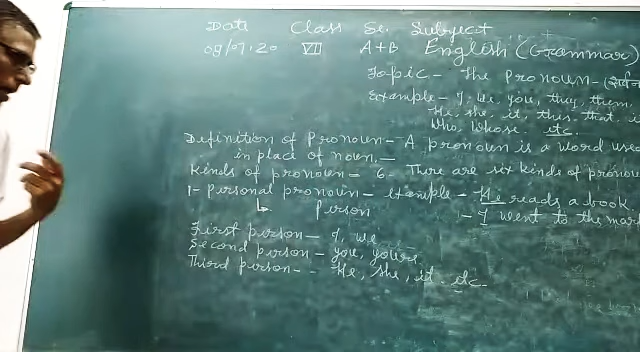 Date Class Se. Subject
09/07.20 VII A+B English (Grammar)
Topic - The Pronoun - (
Example - I, we, you, they, them,
He, she, it, this, that,
Who, Whose. etc.
Definition of Pronoun - A pronoun is a word used
in place of noun.
Kinds of pronoun - 6 - There are six kinds of pronoun
1- Personal pronoun - example - He reads a book
Person - I went to the mar
First person - I, we
Second person - you, yours
Third person - He, she, it. etc.